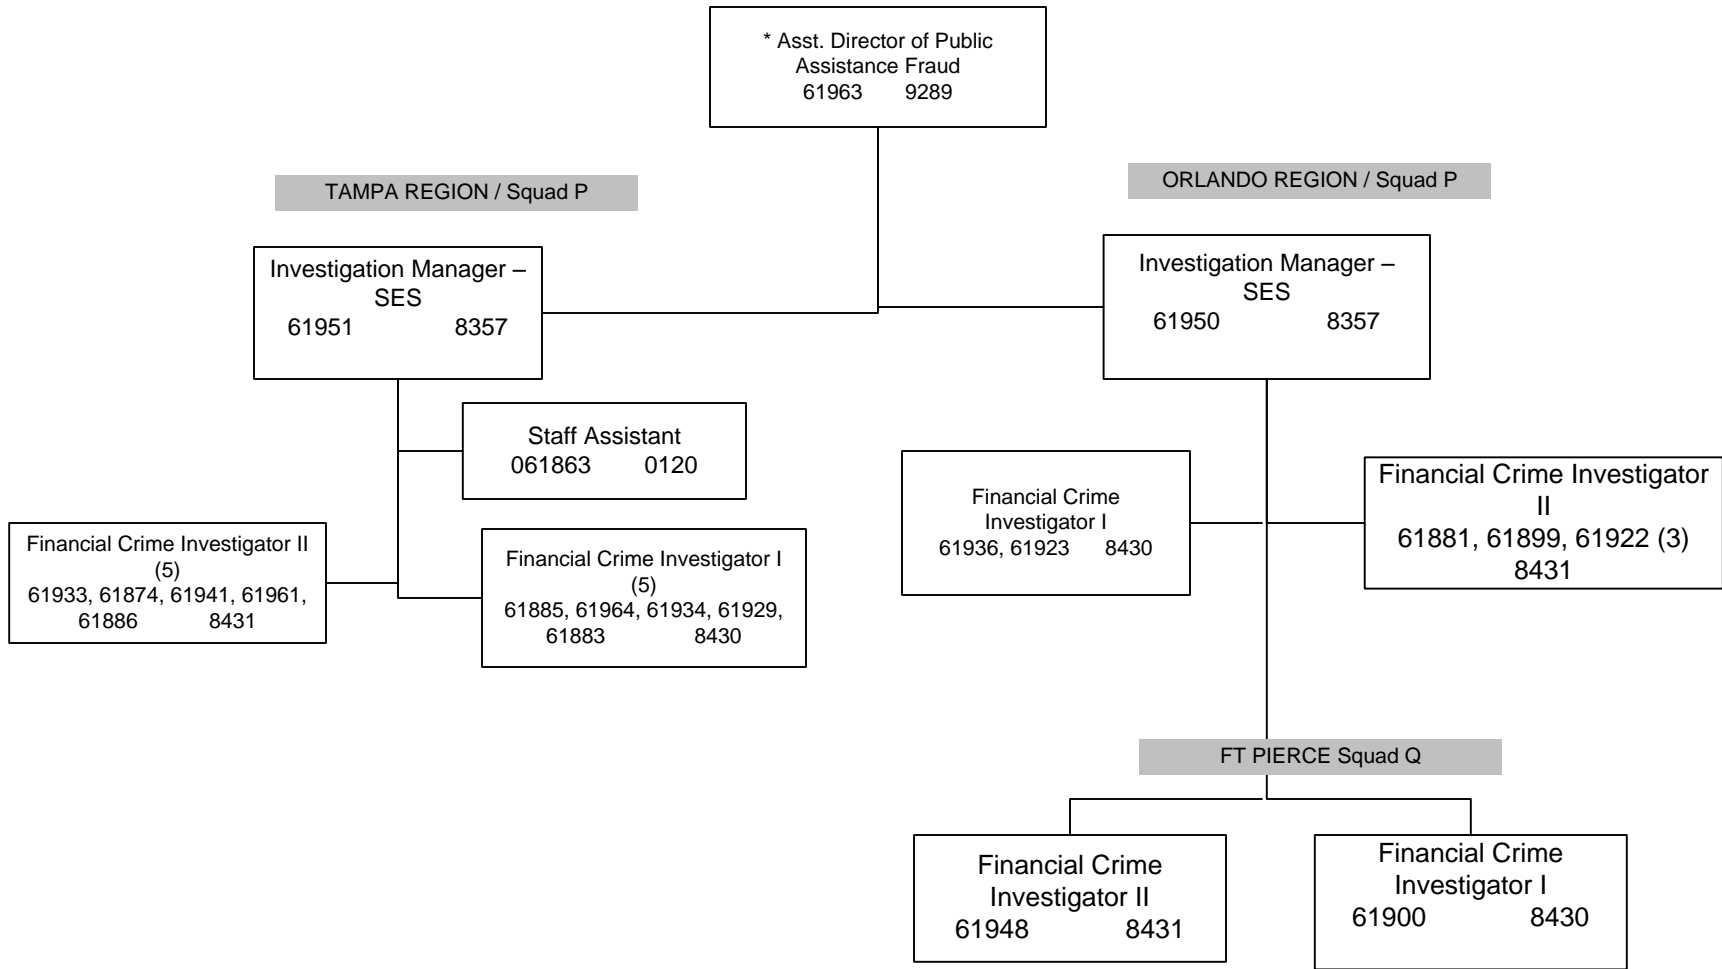 * Asst. Director of Public
Assistance Fraud
61963 9289
TAMPA REGION / Squad P
ORLANDO REGION / Squad P
Investigation Manager –
SES
61951 8357
Investigation Manager –
SES
61950 8357
Staff Assistant
061863 0120
Financial Crime Investigator II
(5)
61933, 61874, 61941, 61961,
61886 8431
Financial Crime Investigator I
(5)
61885, 61964, 61934, 61929,
61883 8430
Financial Crime
Investigator I
61936, 61923 8430
Financial Crime Investigator
II
61881, 61899, 61922 (3)
8431
FT PIERCE Squad Q
Financial Crime
Investigator II
61948 8431
Financial Crime
Investigator I
61900 8430